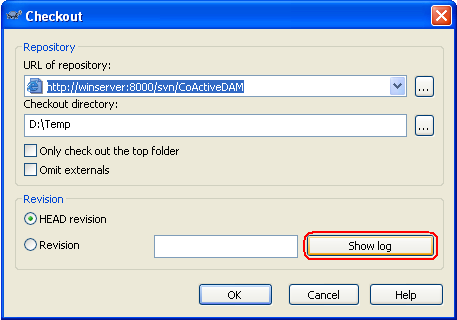 Checkout
Repository
URL of repository:
http://winserver:8000/svn/CoActiveDAM
...
Checkout directory:
D:\Temp
...
Only check out the top folder
Omit externals
Revision
HEAD revision
Revision
Show log
OK
Cancel
Help